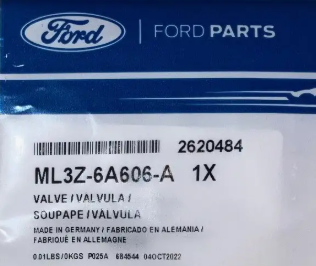 Ford | FORD PARTS
2620484
ML3Z-6A606-A 1X
VALVE / VALVULA /
SOUPAPE / VÁLVULA
MADE IN GERMANY / FABRICADO EN ALEMANIA /
FABRIQUÉ EN ALLEMAGNE
0.01LBS/0KGS P025A 684544 04OCT2022